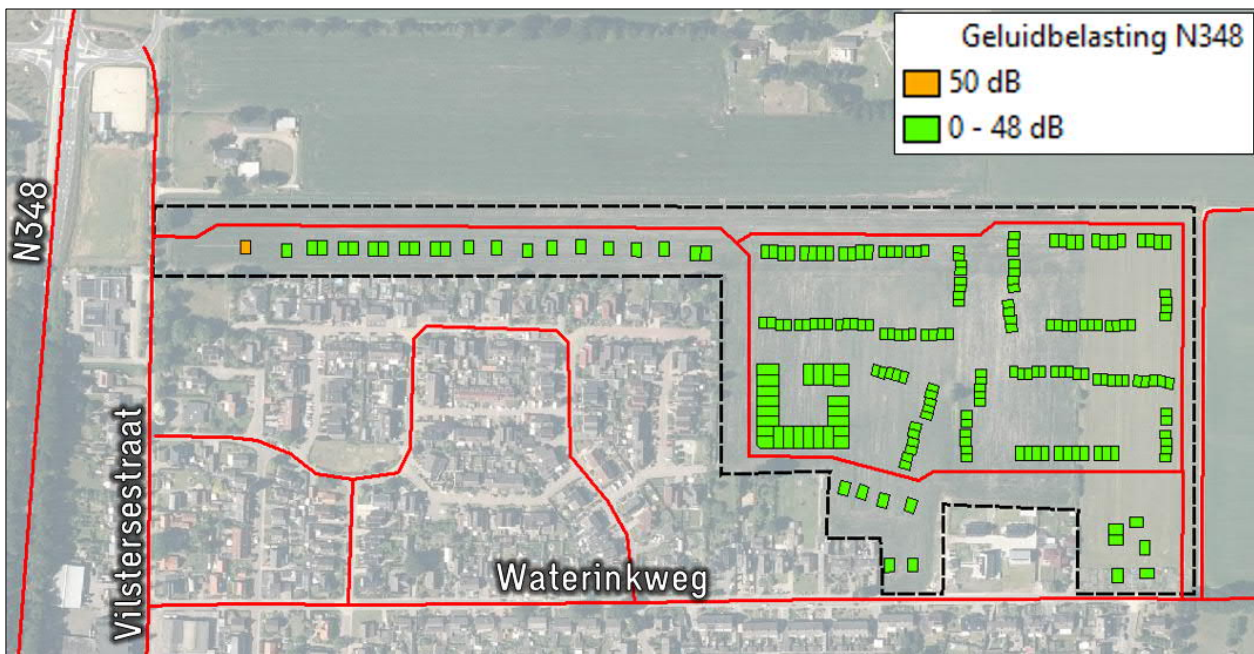 Geluidbelasting N348
50 dB
0 - 48 dB
N348
Vilstersestraat
Waterinkweg